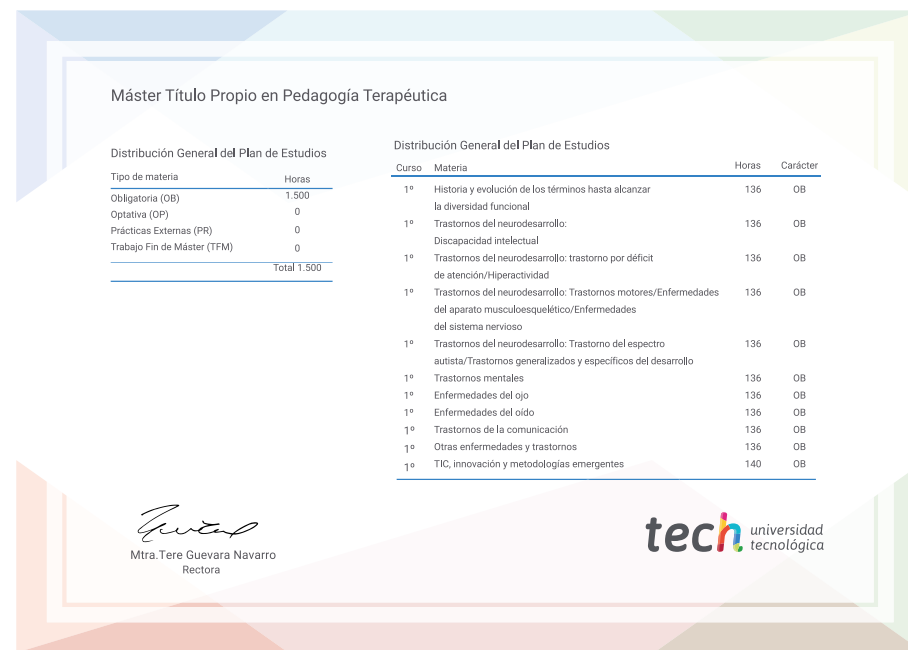 Máster Título Propio en Pedagogía Terapéutica
Distribución General del Plan de Estudios
Tipo de materia Horas
Obligatoria (OB) 1.500
Optativa (OP) 0
Prácticas Externas (PR) 0
Trabajo Fin de Máster (TFM) 0
Total 1.500
Distribución General del Plan de Estudios
Curso Materia Horas Carácter
1º Historia y evolución de los términos hasta alcanzar 136 OB
la diversidad funcional
1º Trastornos del neurodesarrollo: 136 OB
Discapacidad intelectual
1º Trastornos del neurodesarrollo: trastorno por déficit 136 OB
de atención/Hiperactividad
1º Trastornos del neurodesarrollo: Trastornos motores/Enfermedades 136 OB
del aparato musculoesquelético/Enfermedades
del sistema nervioso
1º Trastornos del neurodesarrollo: Trastorno del espectro 136 OB
autista/Trastornos generalizados y específicos del desarrollo
1º Trastornos mentales 136 OB
1º Enfermedades del ojo 136 OB
1º Enfermedades del oído 136 OB
1º Trastornos de la comunicación 136 OB
1º Otras enfermedades y trastornos 136 OB
1º TIC, innovación y metodologías emergentes 140 OB
Mtra.Tere Guevara Navarro
Rectora
tech universidad
tecnológica